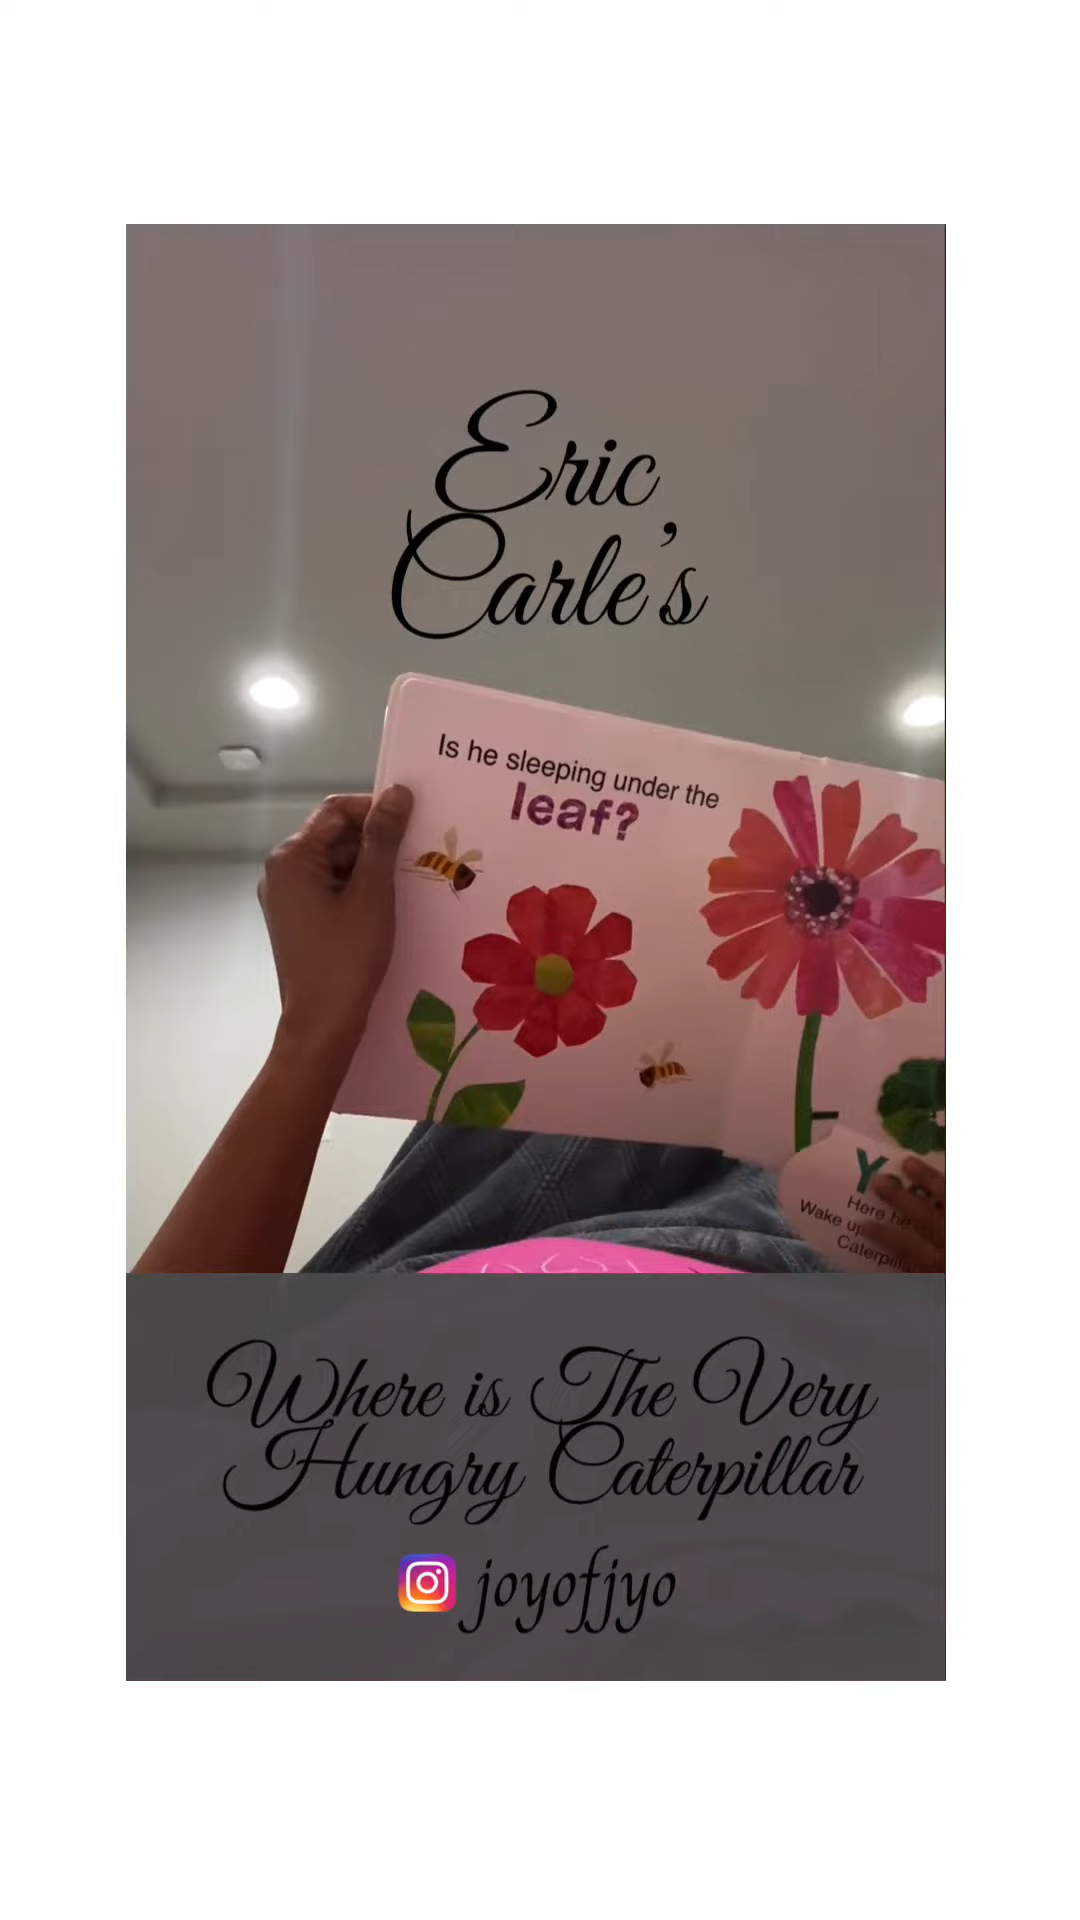 Eric
Carle's
Is he sleeping under the
leaf?
Here he
Wake up
Where is The Very
Hungry Caterpillar
joyofjyo